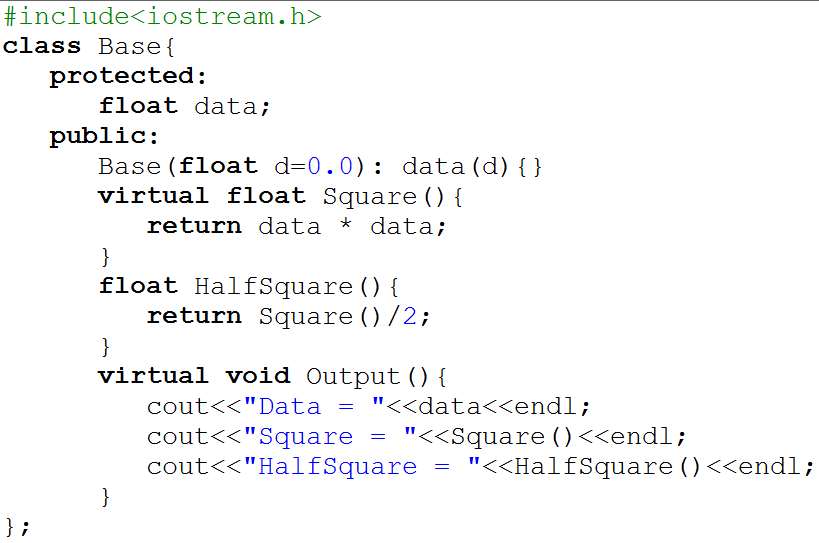 #include<iostream.h>
class Base{
   protected:
      float data;
   public:
      Base(float d=0.0): data(d){}
      virtual float Square(){
         return data * data;
      }
      float HalfSquare(){
         return Square()/2;
      }
      virtual void Output(){
         cout<<"Data = "<<data<<endl;
         cout<<"Square = "<<Square()<<endl;
         cout<<"HalfSquare = "<<HalfSquare()<<endl;
      }
};